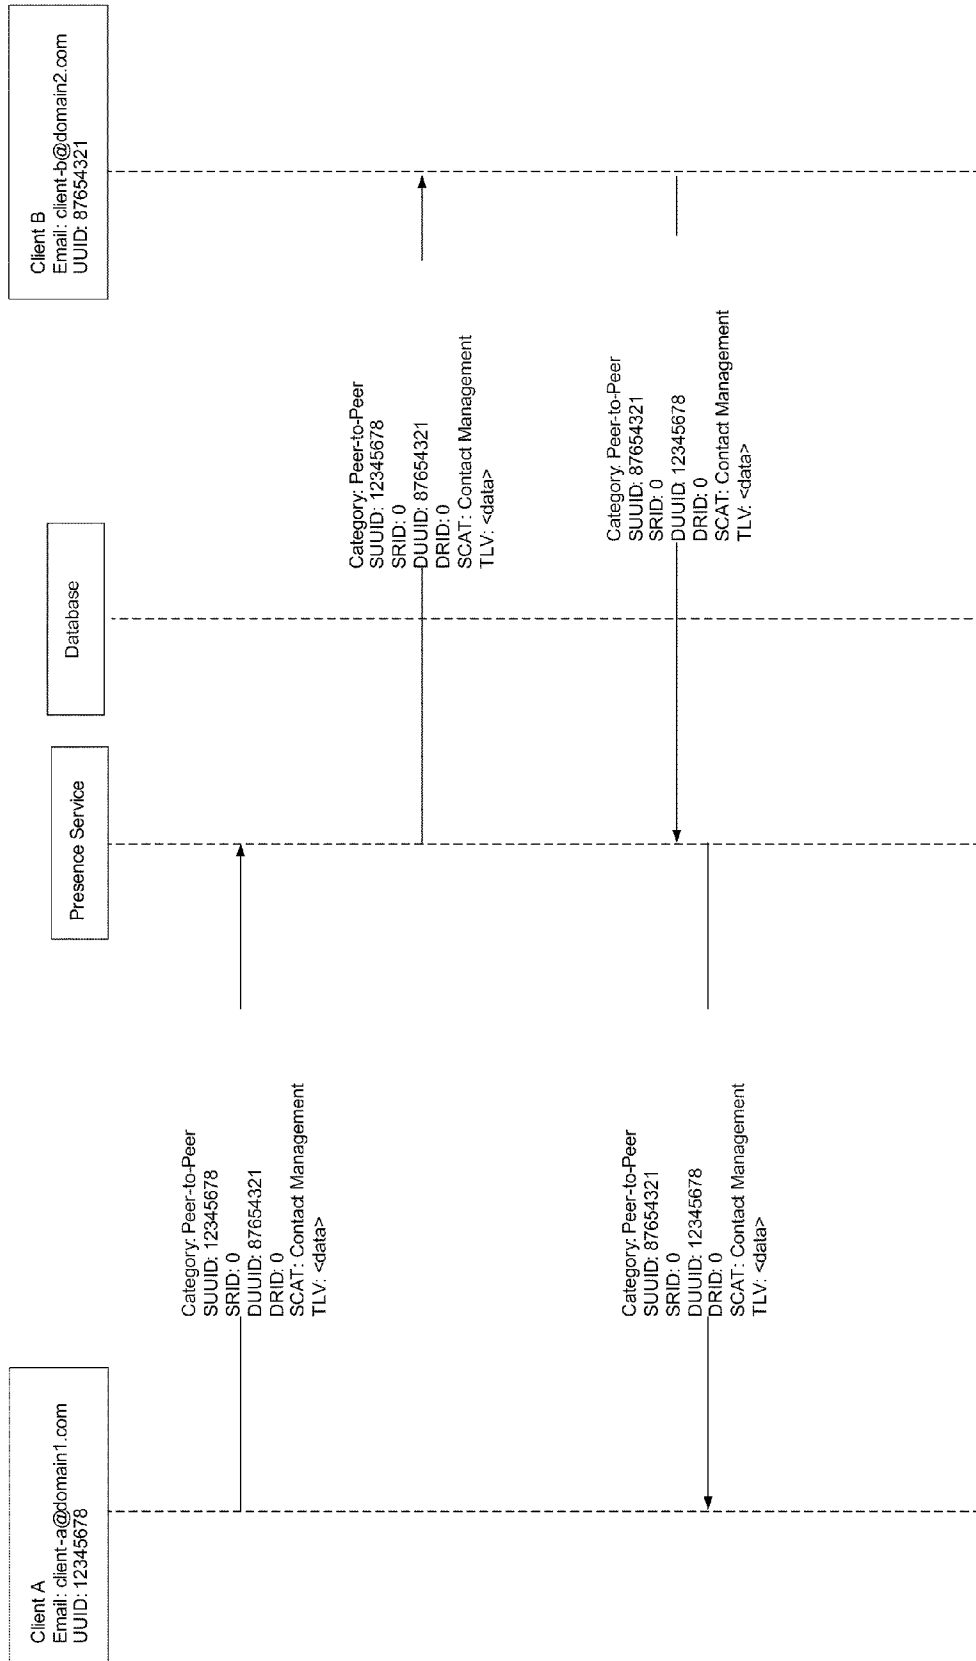 Client A
Email: client-a@domain1.com
UUID: 12345678
Presence Service
Database
Client B
Email: client-b@domain2.com
UUID: 87654321
Category: Peer-to-Peer
SUUID: 12345678
SRID: 0
DUUID: 87654321
DRID: 0
SCAT: Contact Management
TLV: <data>
Category: Peer-to-Peer
SUUID: 12345678
SRID: 0
DUUID: 87654321
DRID: 0
SCAT: Contact Management
TLV: <data>
Category: Peer-to-Peer
SUUID: 87654321
SRID: 0
DUUID: 12345678
DRID: 0
SCAT: Contact Management
TLV: <data>
Category: Peer-to-Peer
SUUID: 87654321
SRID: 0
DUUID: 12345678
DRID: 0
SCAT: Contact Management
TLV: <data>